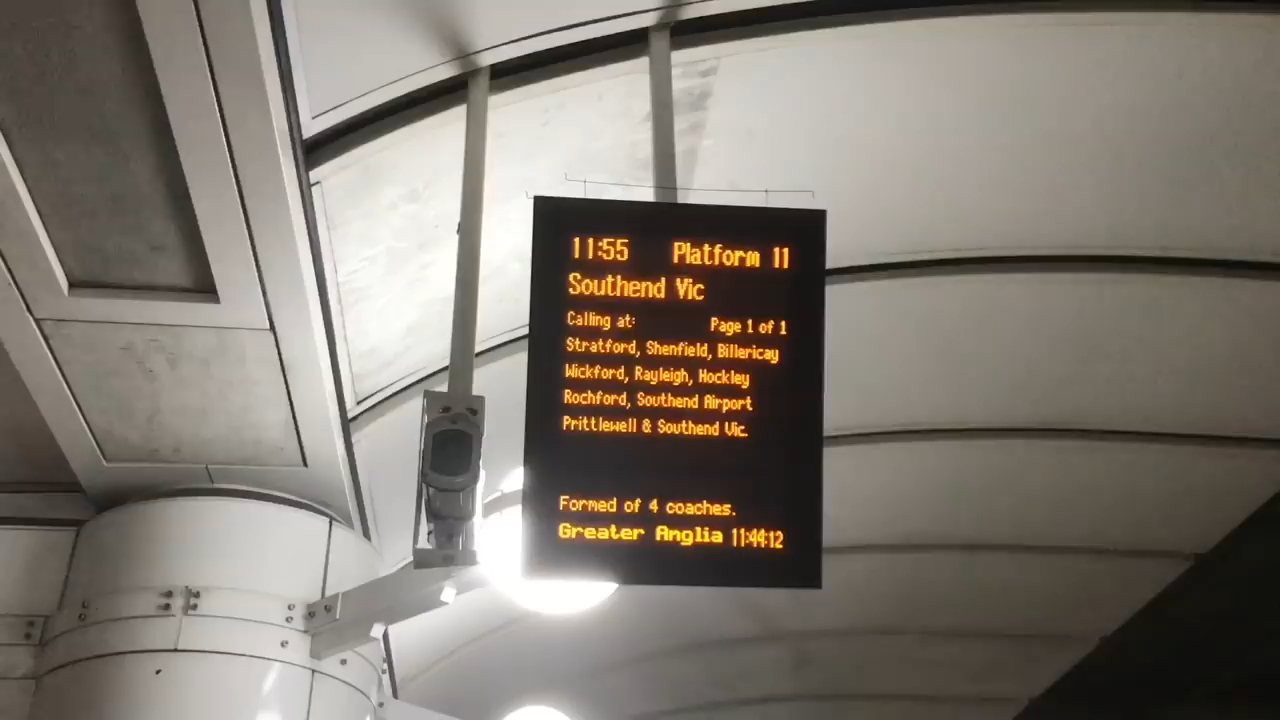 11:55 Platform 11
Southend Vic
Calling at: Page 1 of 1
Stratford, Shenfield, Billericay
Wickford, Rayleigh, Hockley
Rochford, Southend Airport
Prittlewell & Southend Vic.
Formed of 4 coaches.
Greater Anglia 11:44:12